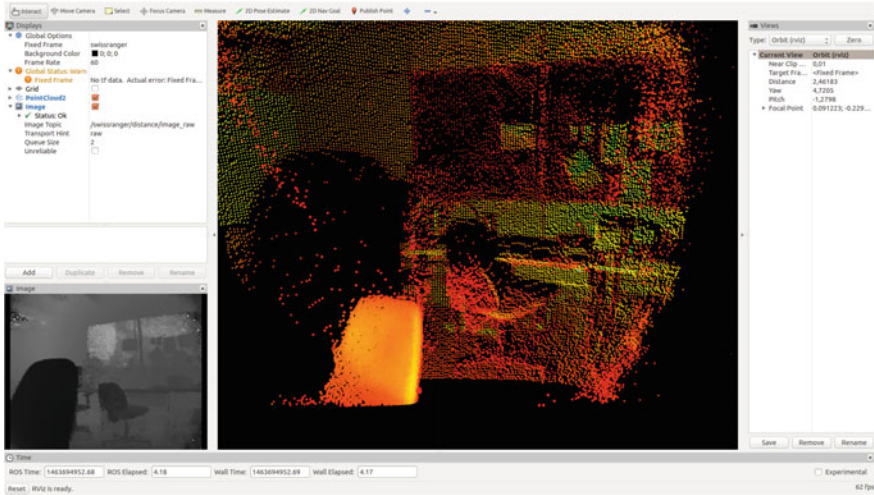 Interact Move Camera Select Focus Camera Measure 2D Pose Estimate 2D Nav Goal Publish Point
Displays
Global Options
Fixed Frame swissranger
Background Color 0; 0; 0
Frame Rate 60
Global Status: Warn
Fixed Frame No tf data. Actual error: Fixed Fra...
Grid
PointCloud2
Image
Status: Ok
Image Topic /swissranger/distance/image_raw
Transport Hint raw
Queue Size 2
Unreliable
Add Duplicate Remove Rename
Image
Views
Type: Orbit (rviz) Zero
Current View Orbit (rviz)
Near Clip ... 0,01
Target Fra... <Fixed Frame>
Distance 2,46183
Yaw 4,7205
Pitch -1,2798
Focal Point 0.091223; -0.229...
Save Remove Rename
Time
ROS Time: 1463694952.68 ROS Elapsed: 4.18 Wall Time: 1463694952.69 Wall Elapsed: 4.17 Experimental
Reset RViz is ready. 62 fps